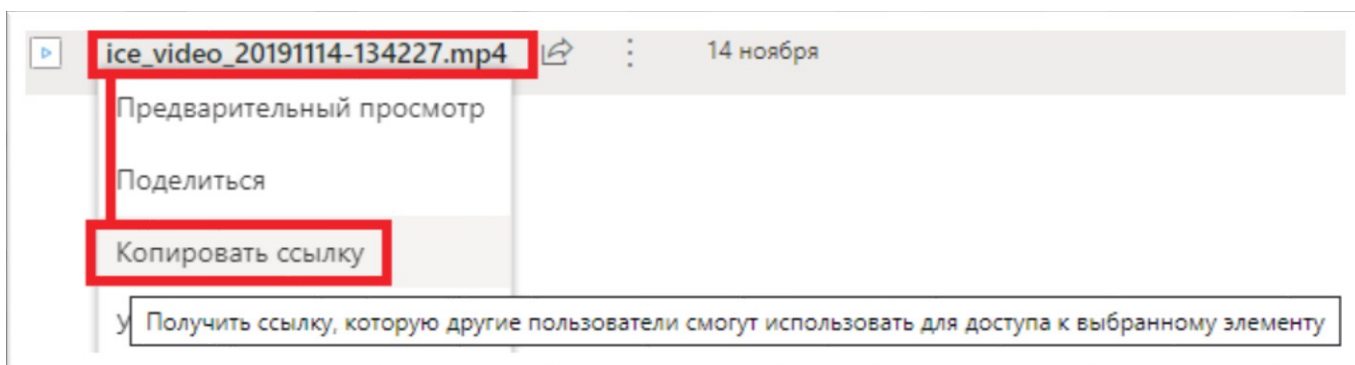 ice_video_20191114-134227.mp4 14 ноября
Предварительный просмотр
Поделиться
Копировать ссылку
У
Получить ссылку, которую другие пользователи смогут использовать для доступа к выбранному элементу